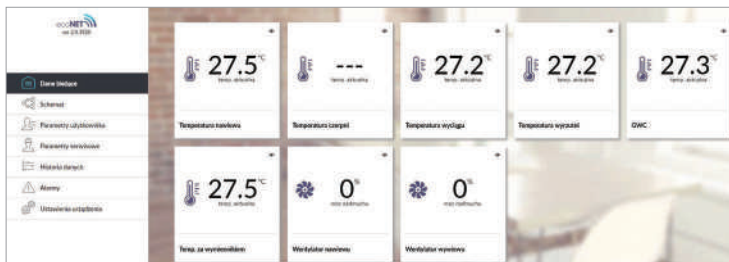 ecoNET
Dane bieżące
Schemat
Parametry użytkownika
Parametry serwisowe
Historia danych
Alarmy
Ustawienia urządzenia
27.5 °C
temp. aktualna
Temperatura nawiewu
---
temp. aktualna
Temperatura czerpni
27.2 °C
temp. aktualna
Temperatura wyciągu
27.2 °C
temp. aktualna
Temperatura wyrzutni
27.3 °C
temp. aktualna
GWC
27.5 °C
temp. aktualna
Temp. za wymiennikiem
0 %
Wentylator nawiewu
0 %
Wentylator wywiewu